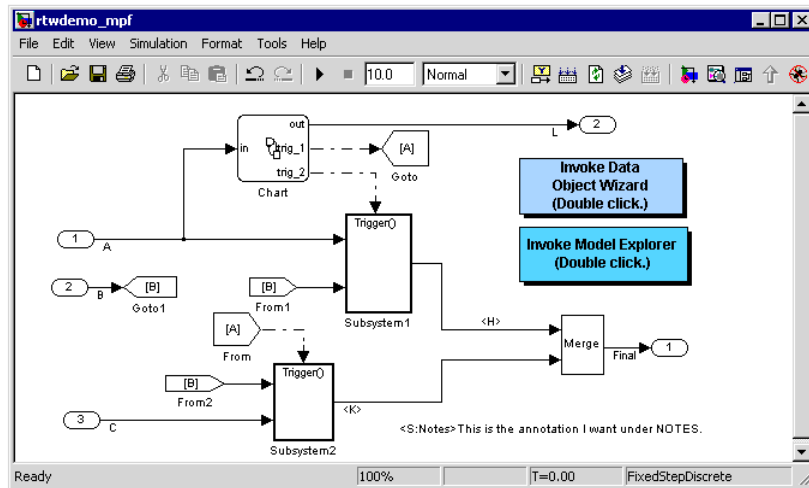 rtwdemo_mpf
File Edit View Simulation Format Tools Help
10.0 Normal
out
in trig_1
trig_2
Chart
[A]
Goto
L
2
Invoke Data
Object Wizard
(Double click.)
Invoke Model Explorer
(Double click.)
1
A
Trigger()
2
B
[B]
Goto1
[B]
From1
Subsystem1
[A]
From
<H>
Merge
Final
1
Trigger()
[B]
From2
<K>
3
C
Subsystem2
<S:Notes>This is the annotation I want under NOTES.
Ready 100% T=0.00 FixedStepDiscrete